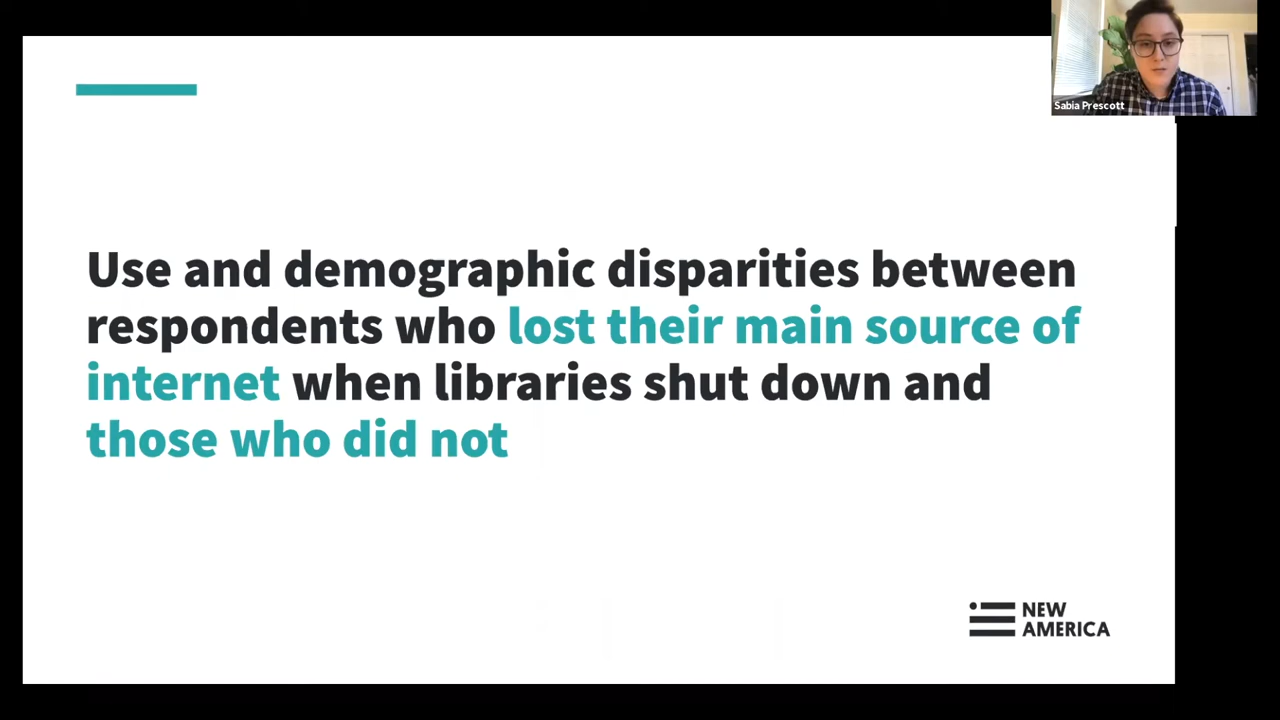 Sabia Prescott
Use and demographic disparities between
respondents who lost their main source of
internet when libraries shut down and
those who did not
NEW
AMERICA